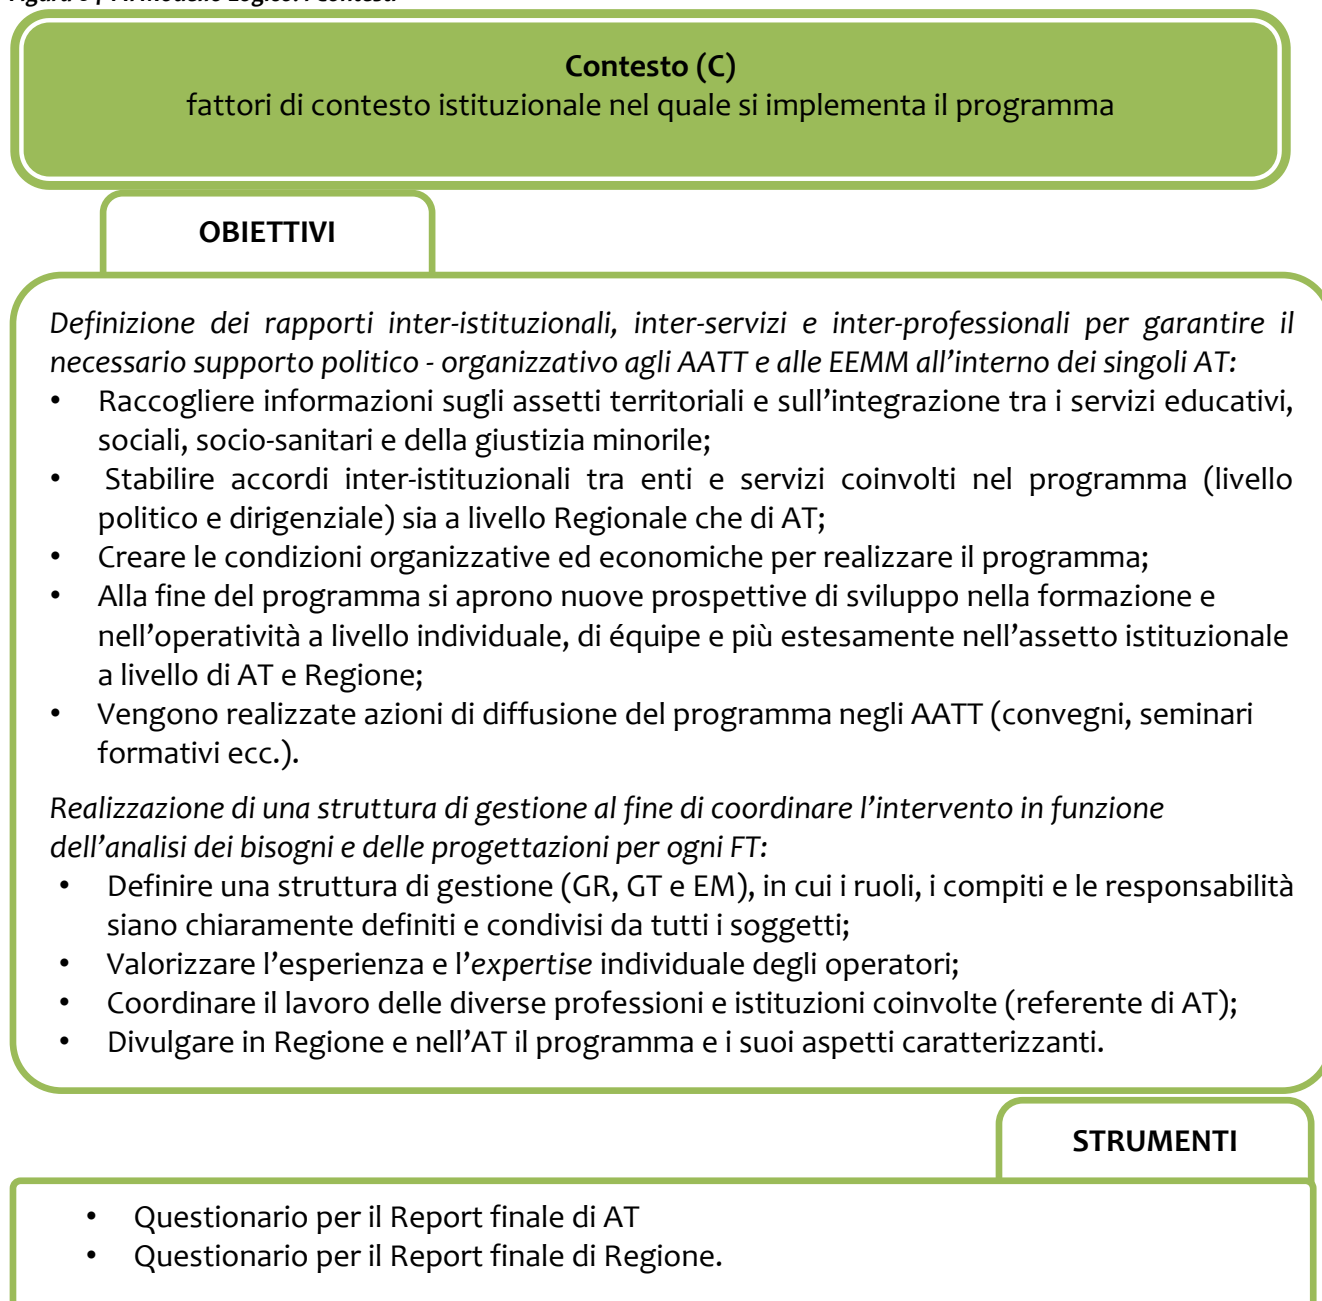 Contesto (C)
fattori di contesto istituzionale nel quale si implementa il programma
OBIETTIVI
Definizione dei rapporti inter-istituzionali, inter-servizi e inter-professionali per garantire il
necessario supporto politico - organizzativo agli AATT e alle EEMM all’interno dei singoli AT:
• Raccogliere informazioni sugli assetti territoriali e sull’integrazione tra i servizi educativi,
sociali, socio-sanitari e della giustizia minorile;
• Stabilire accordi inter-istituzionali tra enti e servizi coinvolti nel programma (livello
politico e dirigenziale) sia a livello Regionale che di AT;
• Creare le condizioni organizzative ed economiche per realizzare il programma;
• Alla fine del programma si aprono nuove prospettive di sviluppo nella formazione e
nell’operatività a livello individuale, di équipe e più estesamente nell’assetto istituzionale
a livello di AT e Regione;
• Vengono realizzate azioni di diffusione del programma negli AATT (convegni, seminari
formativi ecc.).
Realizzazione di una struttura di gestione al fine di coordinare l’intervento in funzione
dell’analisi dei bisogni e delle progettazioni per ogni FT:
• Definire una struttura di gestione (GR, GT e EM), in cui i ruoli, i compiti e le responsabilità
siano chiaramente definiti e condivisi da tutti i soggetti;
• Valorizzare l’esperienza e l’expertise individuale degli operatori;
• Coordinare il lavoro delle diverse professioni e istituzioni coinvolte (referente di AT);
• Divulgare in Regione e nell’AT il programma e i suoi aspetti caratterizzanti.
STRUMENTI
• Questionario per il Report finale di AT
• Questionario per il Report finale di Regione.